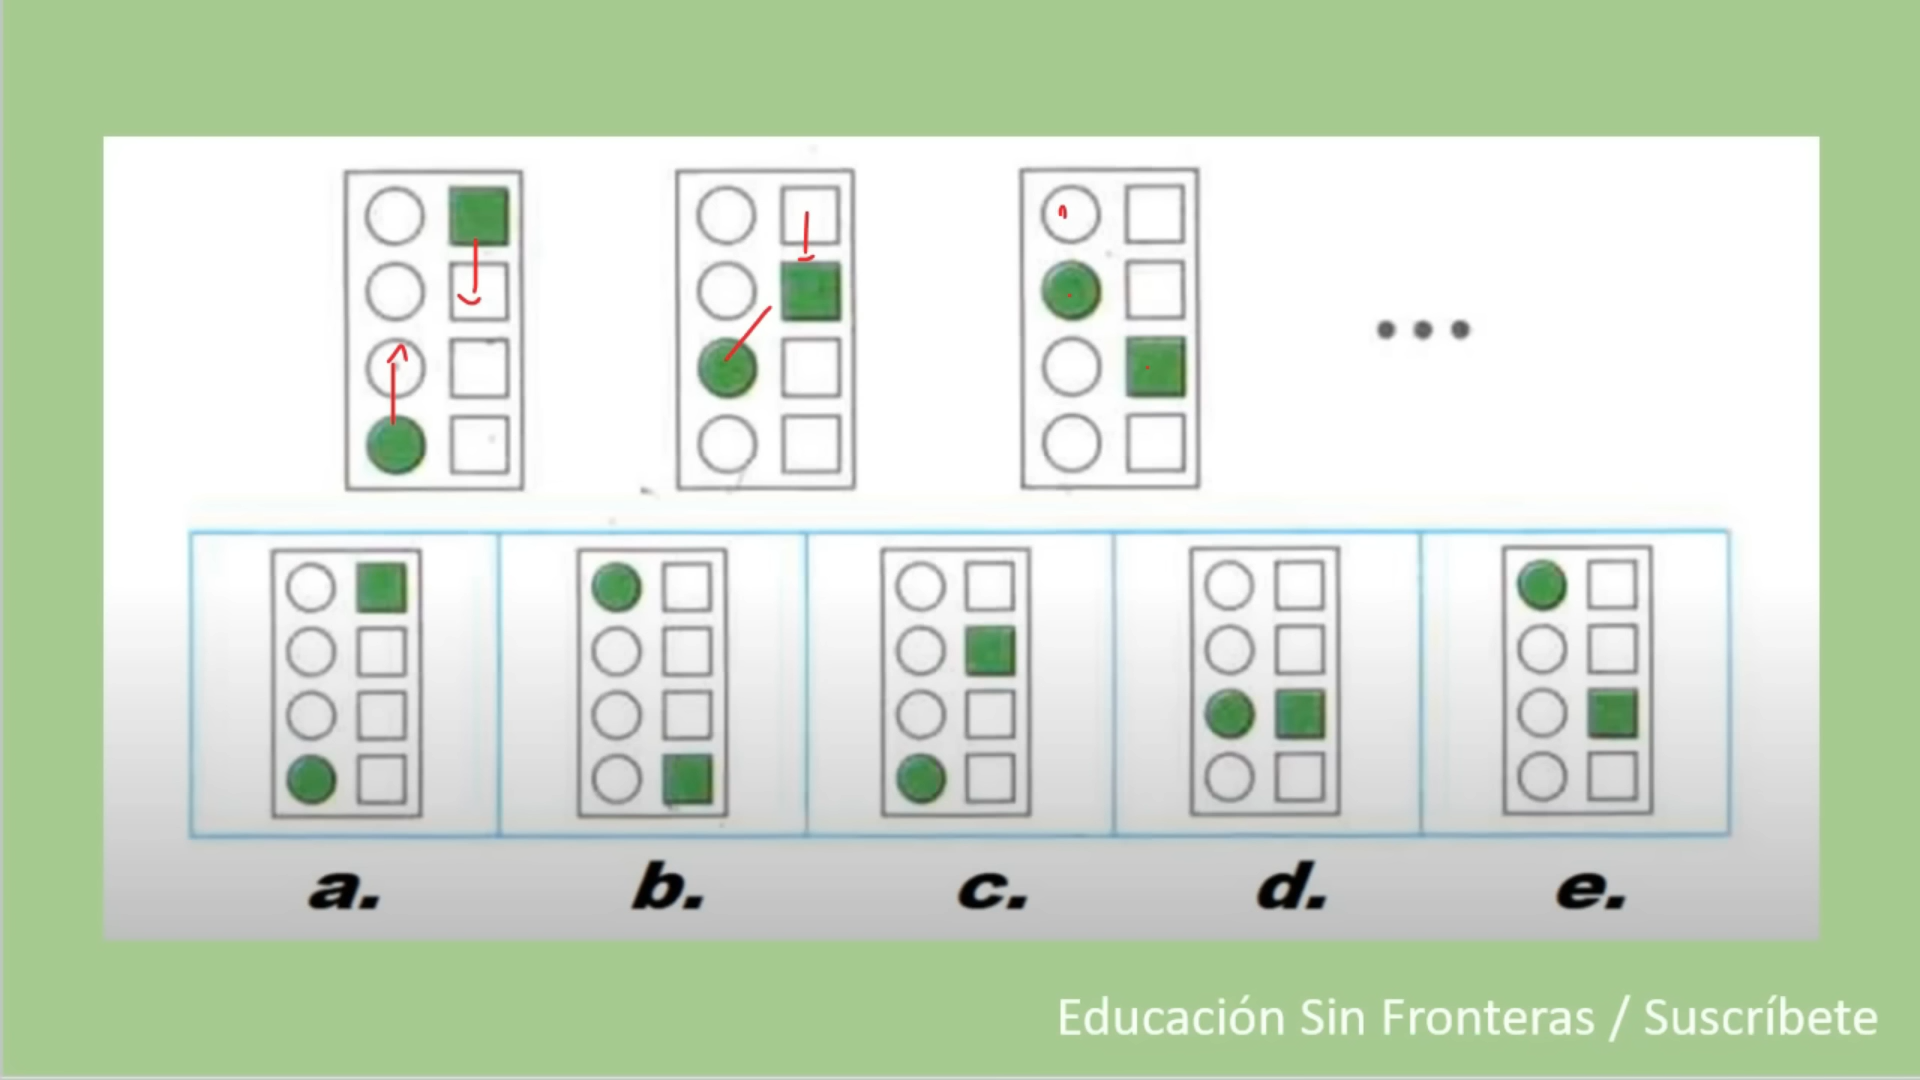 a. b. c. d. e.
Educación Sin Fronteras / Suscríbete